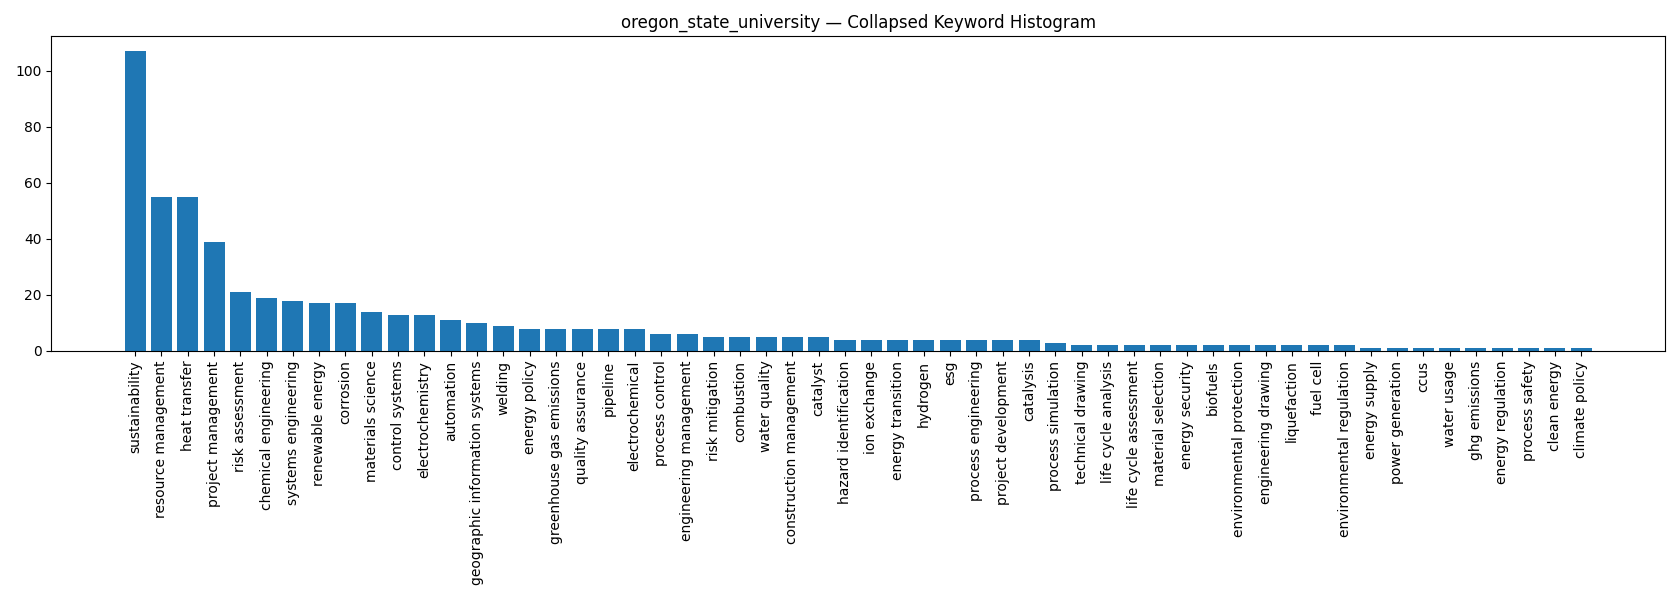 oregon_state_university — Collapsed Keyword Histogram
100
80
60
40
20
0
sustainability
resource management
heat transfer
project management
risk assessment
chemical engineering
systems engineering
renewable energy
corrosion
materials science
control systems
electrochemistry
automation
geographic information systems
welding
energy policy
greenhouse gas emissions
quality assurance
pipeline
electrochemical
process control
engineering management
risk mitigation
combustion
water quality
construction management
catalyst
hazard identification
ion exchange
energy transition
hydrogen
esg
process engineering
project development
catalysis
process simulation
technical drawing
life cycle analysis
life cycle assessment
material selection
energy security
biofuels
environmental protection
engineering drawing
liquefaction
fuel cell
environmental regulation
energy supply
power generation
ccus
water usage
ghg emissions
energy regulation
process safety
clean energy
climate policy